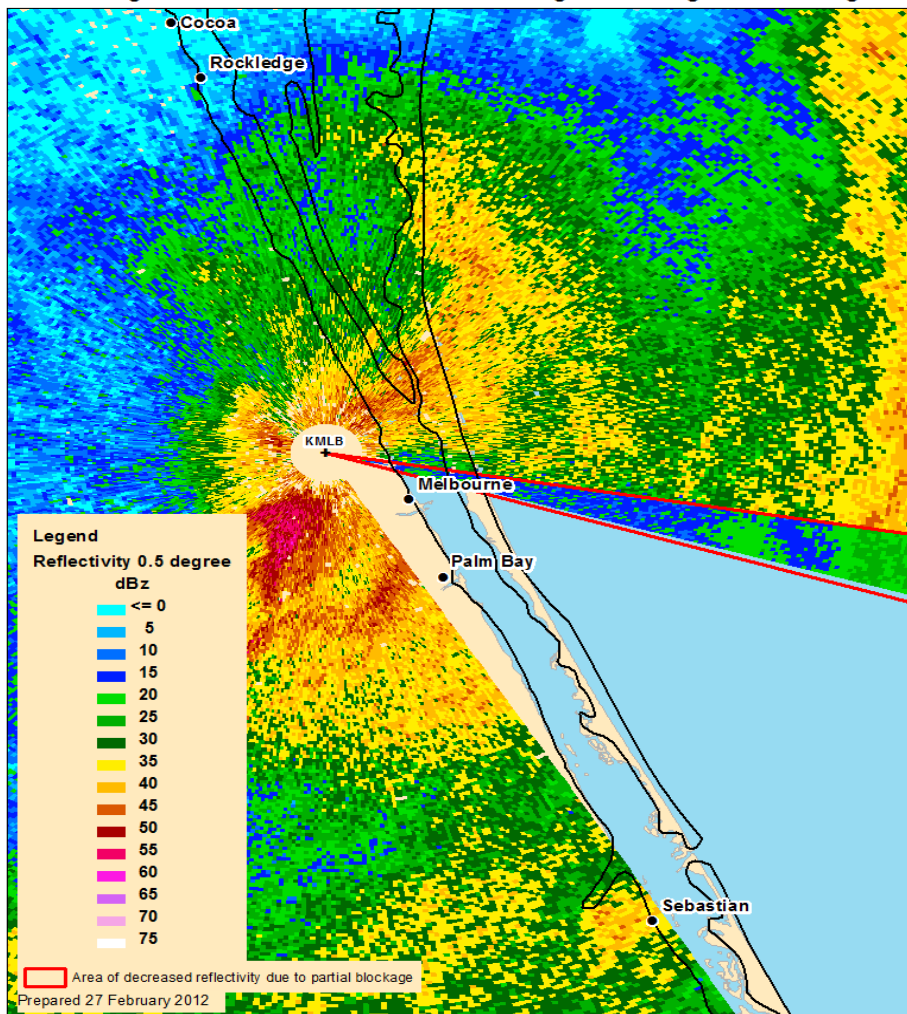 Cocoa
Rockledge
KMLB
Melbourne
Palm Bay
Legend
Reflectivity 0.5 degree
dBz
<= 0
5
10
15
20
25
30
35
40
45
50
55
60
65
70
75
Sebastian
Area of decreased reflectivity due to partial blockage
Prepared 27 February 2012